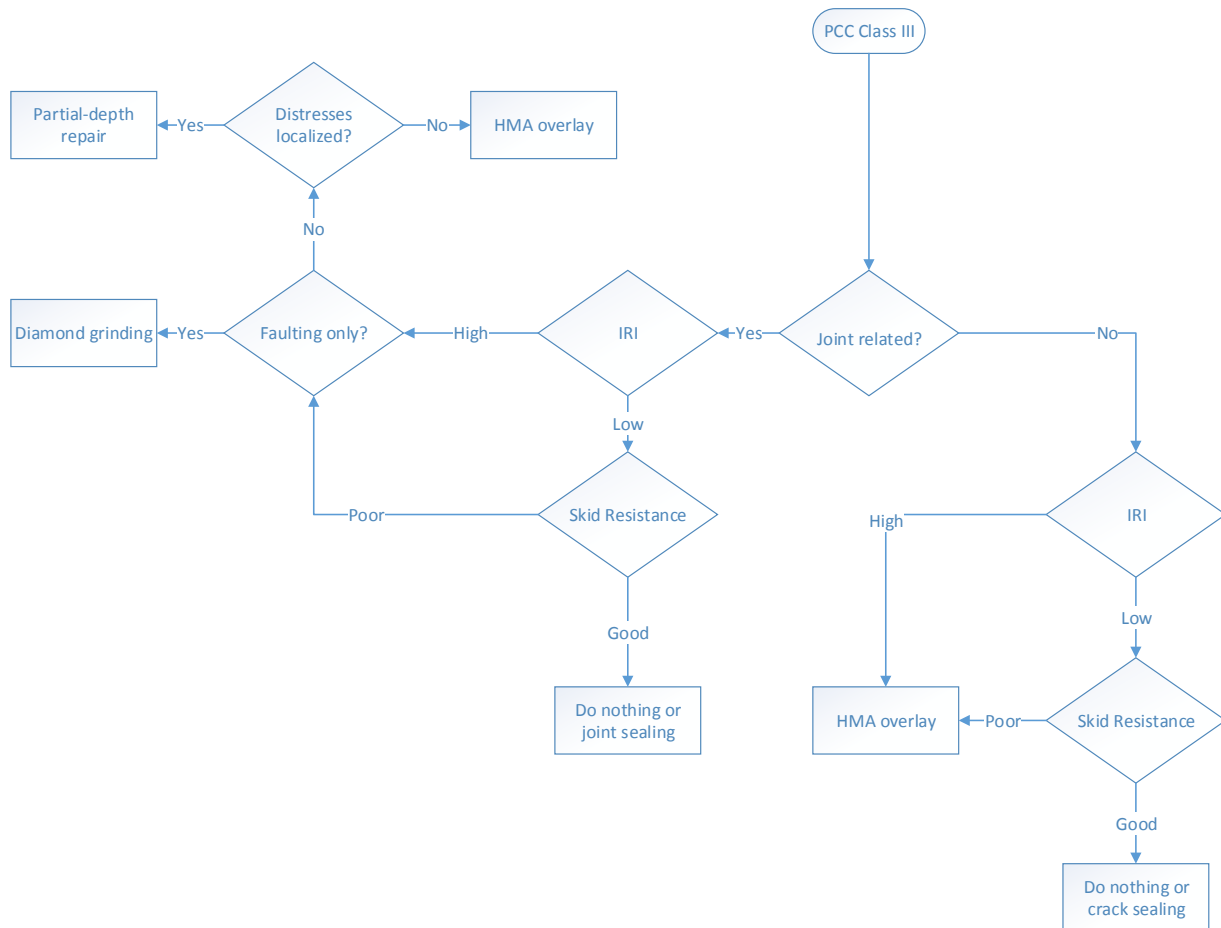 PCC Class III
Distresses
localized?
Partial-depth
repair
Yes
No
HMA overlay
No
Diamond grinding
Yes
Faulting only?
High
IRI
Yes
Joint related?
No
Low
Poor
Skid Resistance
High
IRI
Good
Low
Do nothing or
joint sealing
HMA overlay
Poor
Skid Resistance
Good
Do nothing or
crack sealing